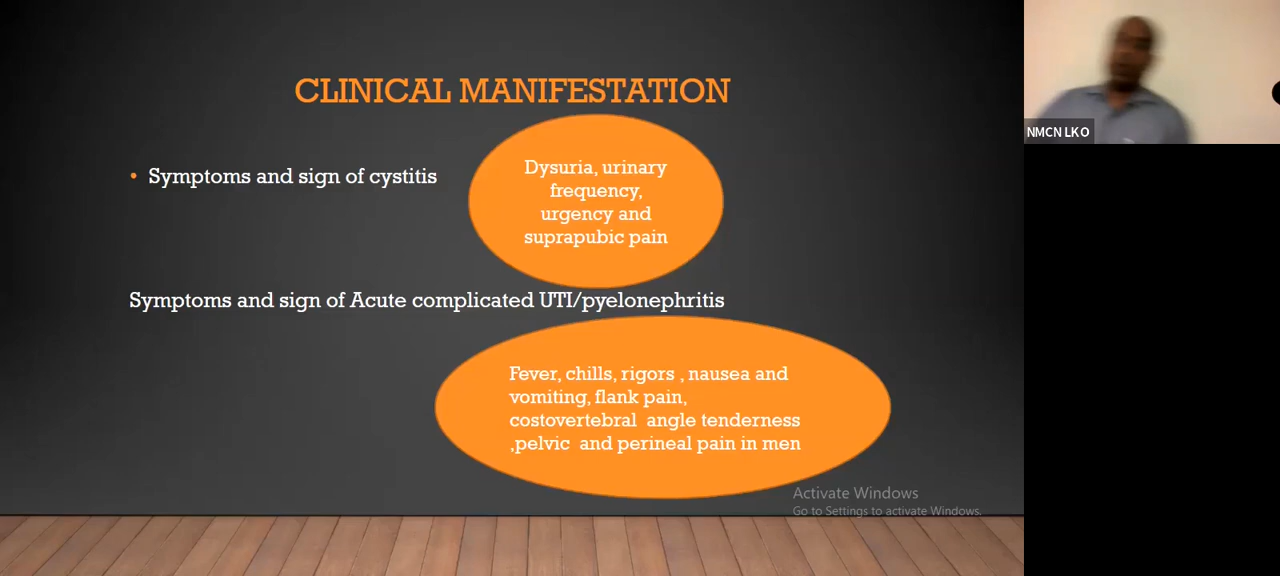 CLINICAL MANIFESTATION
• Symptoms and sign of cystitis
Dysuria, urinary
frequency,
urgency and
suprapubic pain
Symptoms and sign of Acute complicated UTI/pyelonephritis
Fever, chills, rigors , nausea and
vomiting, flank pain,
costovertebral angle tenderness
,pelvic and perineal pain in men
Activate Windows
Go to Settings to activate Windows.
NMCN LKO